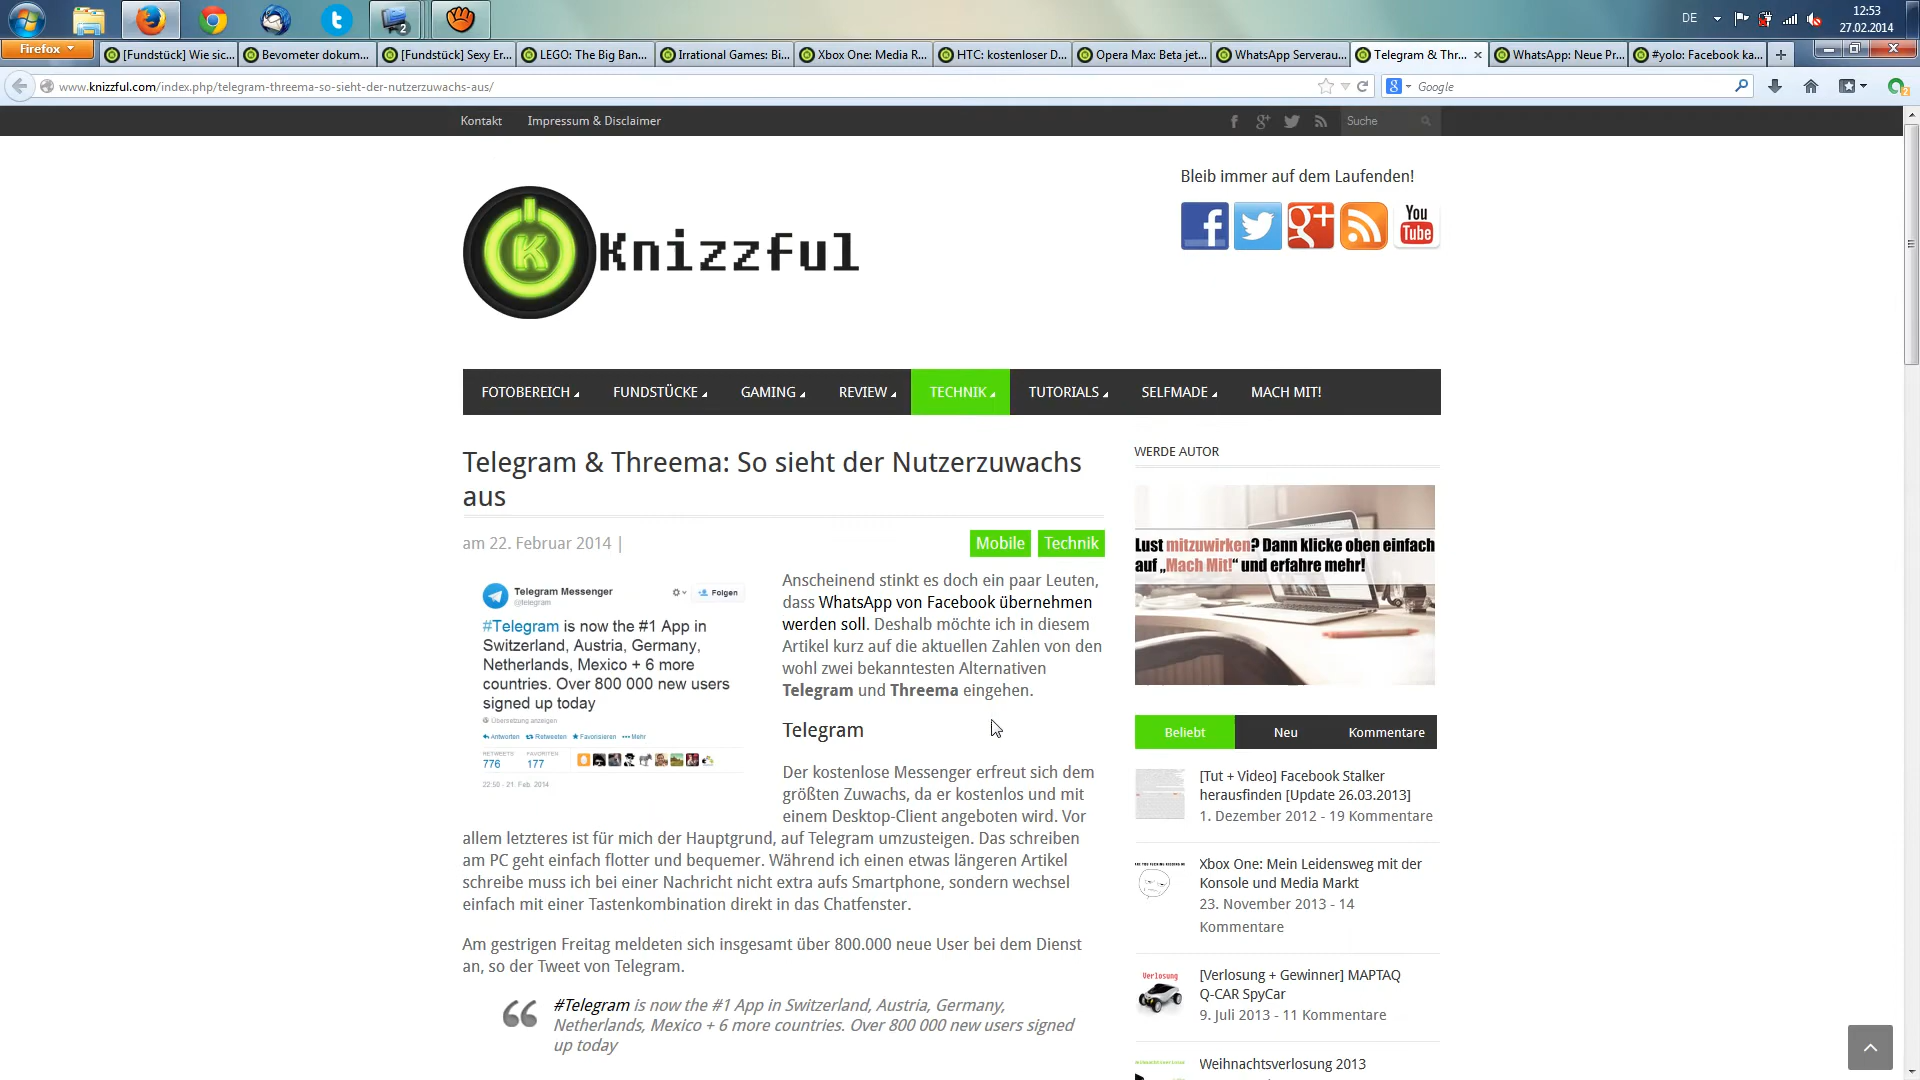 DE
12:53
27.02.2014
Firefox
[Fundstück] Wie sic...
Bevometer dokum...
[Fundstück] Sexy Er...
LEGO: The Big Ban...
Irrational Games: Bi...
Xbox One: Media R...
HTC: kostenloser D...
Opera Max: Beta jet...
WhatsApp Serverau...
Telegram & Thr...
WhatsApp: Neue Pr...
#yolo: Facebook ka...
www.knizzful.com/index.php/telegram-threema-so-sieht-der-nutzerzuwachs-aus/
Google
Kontakt
Impressum & Disclaimer
Suche
Bleib immer auf dem Laufenden!
You
Tube
Knizzful
FOTOBEREICH
FUNDSTÜCKE
GAMING
REVIEW
TECHNIK
TUTORIALS
SELFMADE
MACH MIT!
Telegram & Threema: So sieht der Nutzerzuwachs
aus
am 22. Februar 2014 |
Mobile
Technik
Telegram Messenger
@telegram
Folgen
#Telegram is now the #1 App in
Switzerland, Austria, Germany,
Netherlands, Mexico + 6 more
countries. Over 800 000 new users
signed up today
Übersetzung anzeigen
Antworten
Retweeten
Favorisieren
Mehr
RETWEETS
FAVORITES
776
177
22:50 - 21. Feb. 2014
Anscheinend stinkt es doch ein paar Leuten,
dass WhatsApp von Facebook übernehmen
werden soll. Deshalb möchte ich in diesem
Artikel kurz auf die aktuellen Zahlen von den
wohl zwei bekanntesten Alternativen
Telegram und Threema eingehen.
Telegram
Der kostenlose Messenger erfreut sich dem
größten Zuwachs, da er kostenlos und mit
einem Desktop-Client angeboten wird. Vor
allem letzteres ist für mich der Hauptgrund, auf Telegram umzusteigen. Das schreiben
am PC geht einfach flotter und bequemer. Während ich einen etwas längeren Artikel
schreibe muss ich bei einer Nachricht nicht extra aufs Smartphone, sondern wechsel
einfach mit einer Tastenkombination direkt in das Chatfenster.
Am gestrigen Freitag meldeten sich insgesamt über 800.000 neue User bei dem Dienst
an, so der Tweet von Telegram.
#Telegram is now the #1 App in Switzerland, Austria, Germany,
Netherlands, Mexico + 6 more countries. Over 800 000 new users signed
up today
WERDE AUTOR
Lust mitzuwirken? Dann klicke oben einfach
auf „Mach Mit!“ und erfahre mehr!
Beliebt
Neu
Kommentare
[Tut + Video] Facebook Stalker
herausfinden [Update 26.03.2013]
1. Dezember 2012 - 19 Kommentare
Xbox One: Mein Leidensweg mit der
Konsole und Media Markt
23. November 2013 - 14
Kommentare
Verlosung
[Verlosung + Gewinner] MAPTAQ
Q-CAR SpyCar
9. Juli 2013 - 11 Kommentare
Weihnachtsverlosung 2013